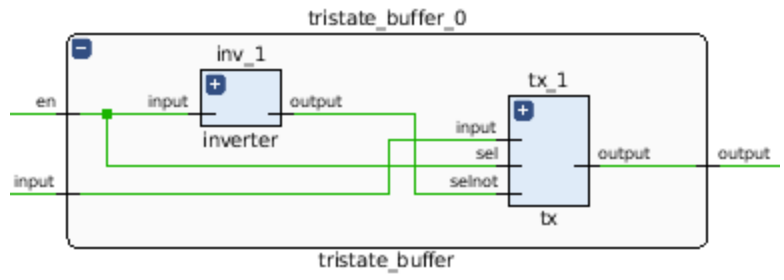 tristate_buffer_0
inv_1
tx_1
en
input
output
inverter
input
sel
selnot
output
output
input
tx
tristate_buffer